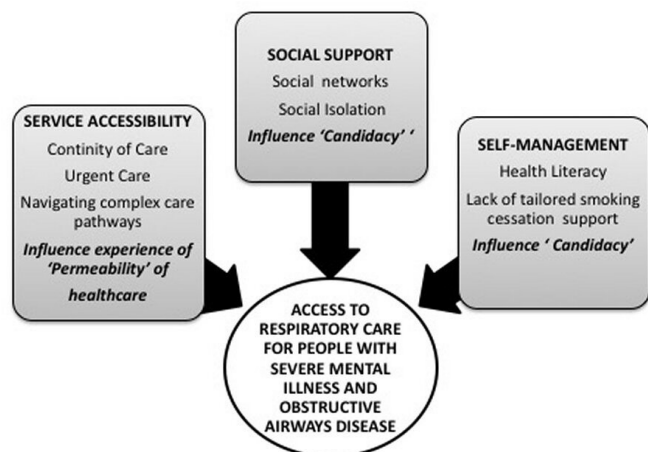 SERVICE ACCESSIBILITY
Continity of Care
Urgent Care
Navigating complex care
pathways
Influence experience of
‘Permeability’ of
healthcare
SOCIAL SUPPORT
Social networks
Social Isolation
Influence ‘Candidacy’ ‘
SELF-MANAGEMENT
Health Literacy
Lack of tailored smoking
cessation support
Influence ‘ Candidacy’
ACCESS TO
RESPIRATORY CARE
FOR PEOPLE WITH
SEVERE MENTAL
ILLNESS AND
OBSTRUCTIVE
AIRWAYS DISEASE